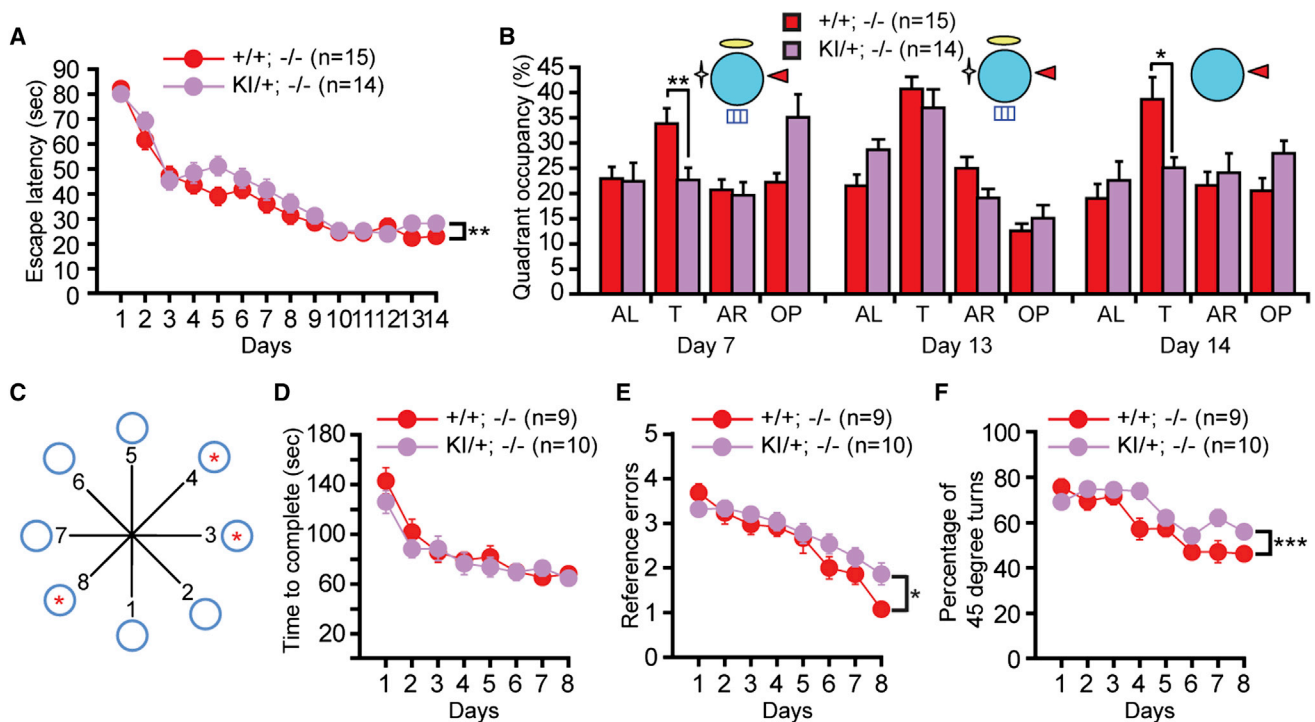 A
+/+; -/- (n=15)
KI/+; -/- (n=14)
Escape latency (sec)
90
80
70
60
50
40
30
20
10
0
**
1 2 3 4 5 6 7 8 9 10 11 12 13 14
Days
B
+/+; -/- (n=15)
KI/+; -/- (n=14)
Quadrant occupancy (%)
45
40
35
30
25
20
15
10
5
0
**
*
AL T AR OP AL T AR OP AL T AR OP
Day 7 Day 13 Day 14
C
5
4 *
3 *
2
1
8 *
7
6
D
+/+; -/- (n=9)
KI/+; -/- (n=10)
Time to complete (sec)
180
140
100
60
20
1 2 3 4 5 6 7 8
Days
E
+/+; -/- (n=9)
KI/+; -/- (n=10)
Reference errors
5
4
3
2
1
0
*
1 2 3 4 5 6 7 8
Days
F
+/+; -/- (n=9)
KI/+; -/- (n=10)
Percentage of
45 degree turns
100
80
60
40
20
0
***
1 2 3 4 5 6 7 8
Days